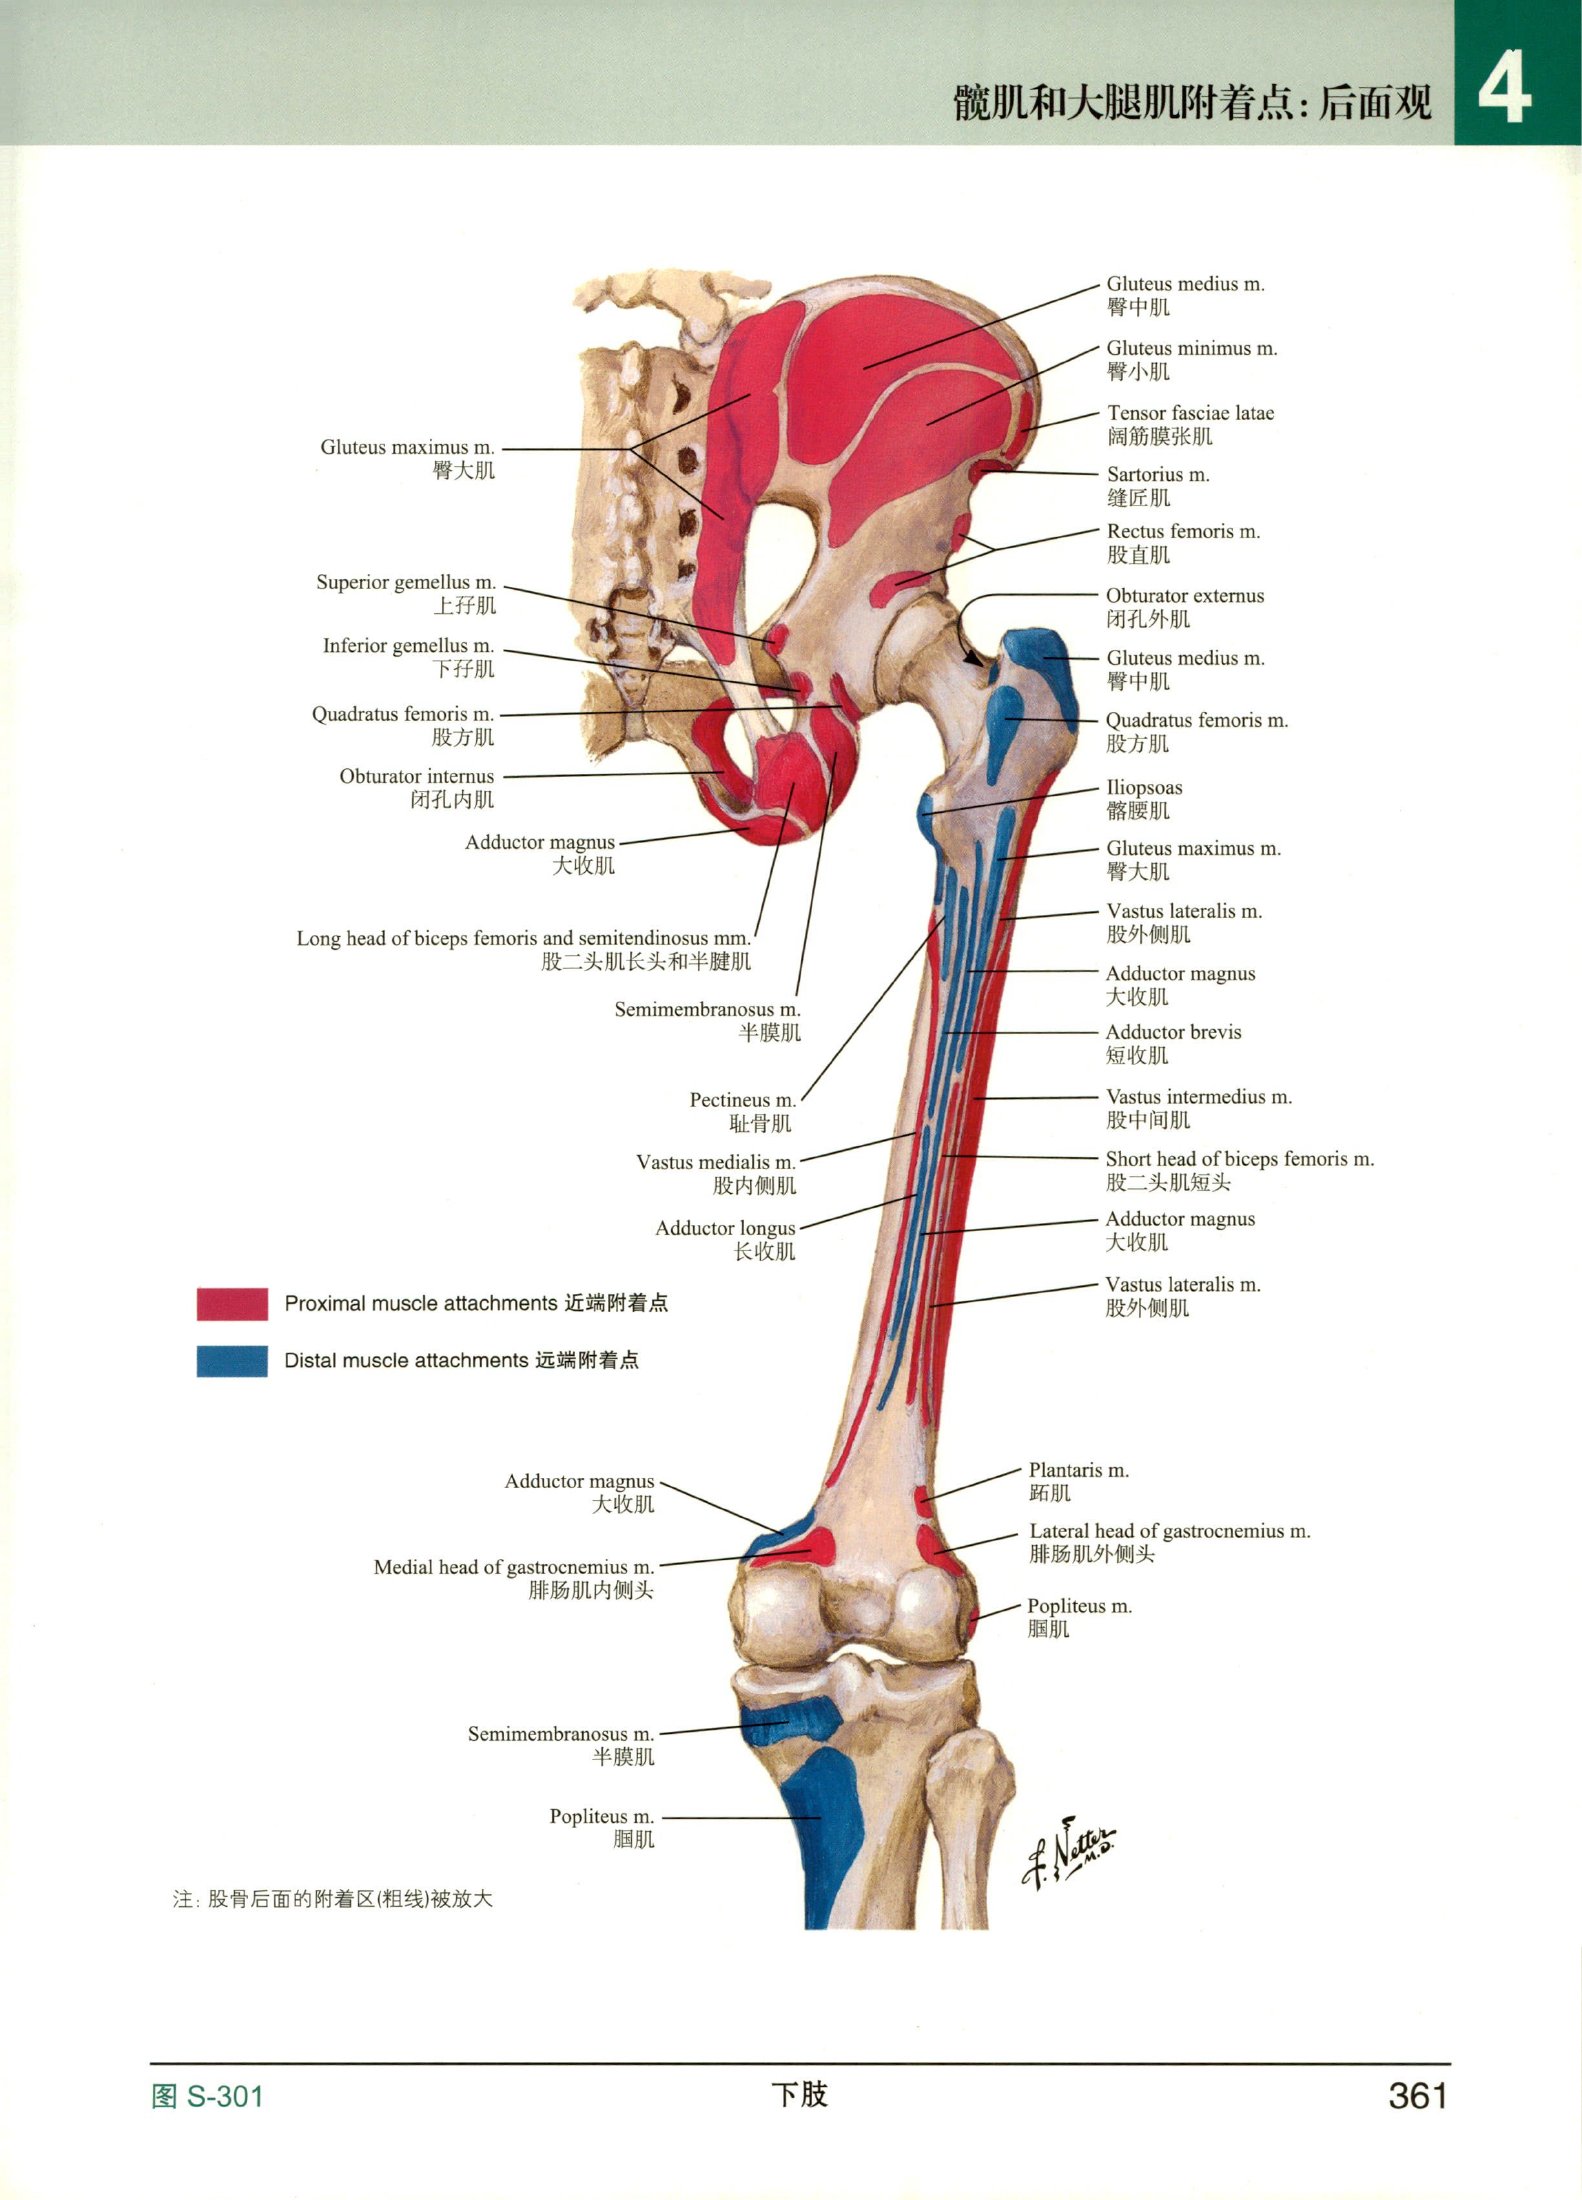 髋肌和大腿肌附着点：后面观
4
Gluteus medius m.
臀中肌
Gluteus minimus m.
臀小肌
Tensor fasciae latae
阔筋膜张肌
Sartorius m.
缝匠肌
Rectus femoris m.
股直肌
Obturator externus
闭孔外肌
Gluteus medius m.
臀中肌
Quadratus femoris m.
股方肌
Iliopsoas
髂腰肌
Gluteus maximus m.
臀大肌
Vastus lateralis m.
股外侧肌
Adductor magnus
大收肌
Adductor brevis
短收肌
Vastus intermedius m.
股中间肌
Short head of biceps femoris m.
股二头肌短头
Adductor magnus
大收肌
Vastus lateralis m.
股外侧肌
Gluteus maximus m.
臀大肌
Superior gemellus m.
上孖肌
Inferior gemellus m.
下孖肌
Quadratus femoris m.
股方肌
Obturator internus
闭孔内肌
Adductor magnus
大收肌
Long head of biceps femoris and semitendinosus mm.
股二头肌长头和半腱肌
Semimembranosus m.
半膜肌
Pectineus m.
耻骨肌
Vastus medialis m.
股内侧肌
Adductor longus
长收肌
Proximal muscle attachments 近端附着点
Distal muscle attachments 远端附着点
Adductor magnus
大收肌
Medial head of gastrocnemius m.
腓肠肌内侧头
Plantaris m.
跖肌
Lateral head of gastrocnemius m.
腓肠肌外侧头
Popliteus m.
腘肌
Semimembranosus m.
半膜肌
Popliteus m.
腘肌
F. Netter
M.D.
注：股骨后面的附着区(粗线)被放大
图 S-301
下肢
361